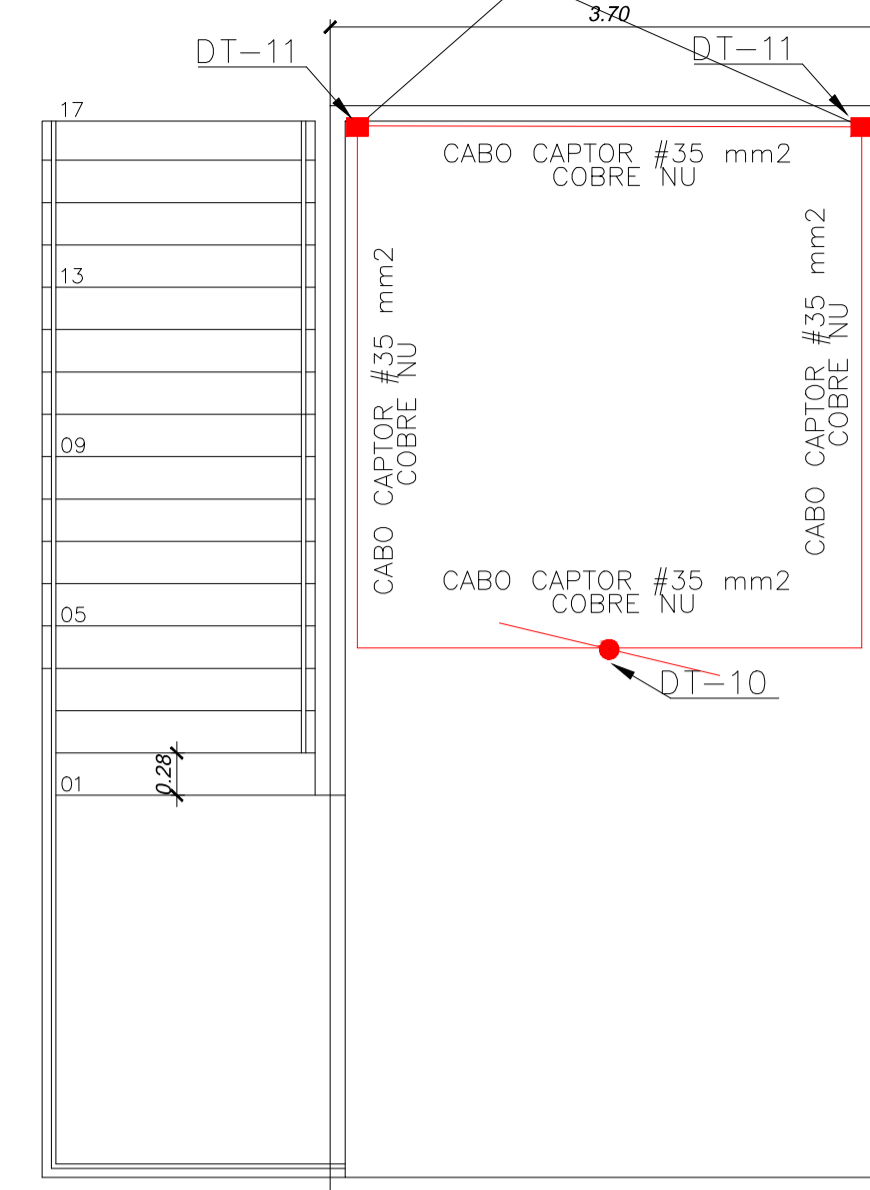 3.70
DT-11
DT-11
17
CABO CAPTOR #35 mm2
COBRE NU
CABO CAPTOR #35 mm2
COBRE NU
CABO CAPTOR #35 mm2
COBRE NU
13
09
CABO CAPTOR #35 mm2
COBRE NU
05
DT-10
0.28
01